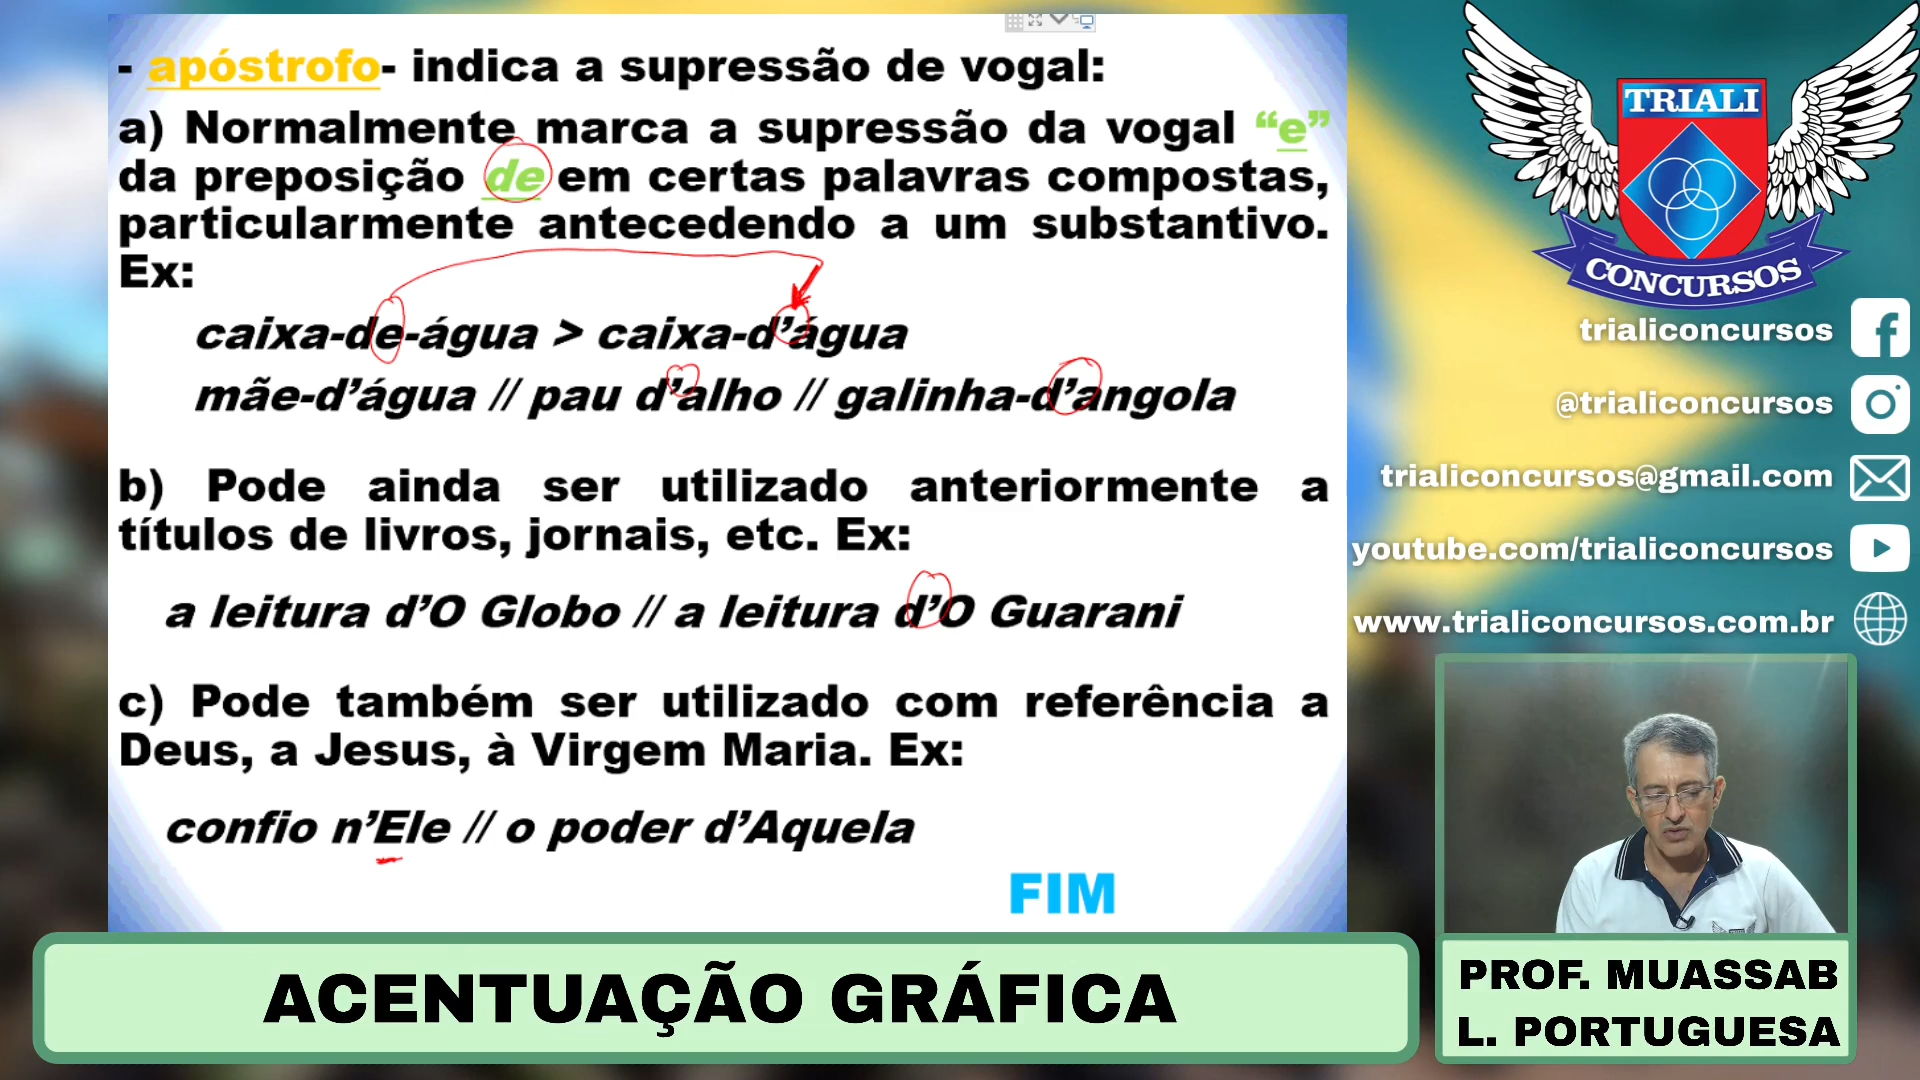 - apóstrofo- indica a supressão de vogal:
a) Normalmente marca a supressão da vogal “e”
da preposição de em certas palavras compostas,
particularmente antecedendo a um substantivo.
Ex:
caixa-de-água > caixa-d’água
mãe-d’água // pau d’alho // galinha-d’angola
b) Pode ainda ser utilizado anteriormente a
títulos de livros, jornais, etc. Ex:
a leitura d’O Globo // a leitura d’O Guarani
c) Pode também ser utilizado com referência a
Deus, a Jesus, à Virgem Maria. Ex:
confio n’Ele // o poder d’Aquela
FIM
TRIALI
CONCURSOS
trialiconcursos
@trialiconcursos
trialiconcursos@gmail.com
youtube.com/trialiconcursos
www.trialiconcursos.com.br
ACENTUAÇÃO GRÁFICA
PROF. MUASSAB
L. PORTUGUESA